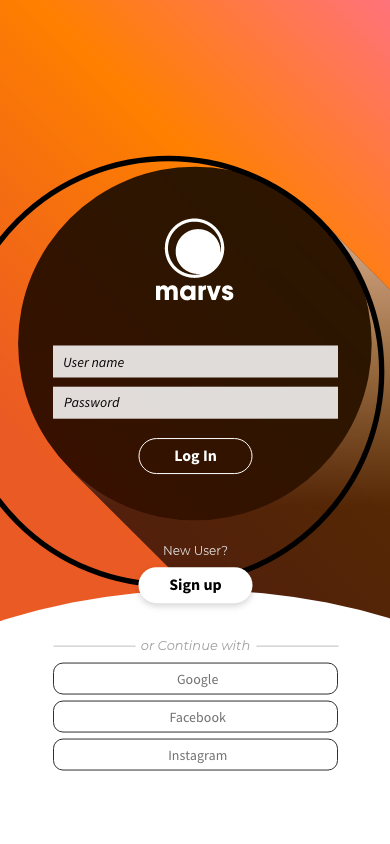 marvs
User name
Password
Log In
New User?
Sign up
or Continue with
Google
Facebook
Instagram